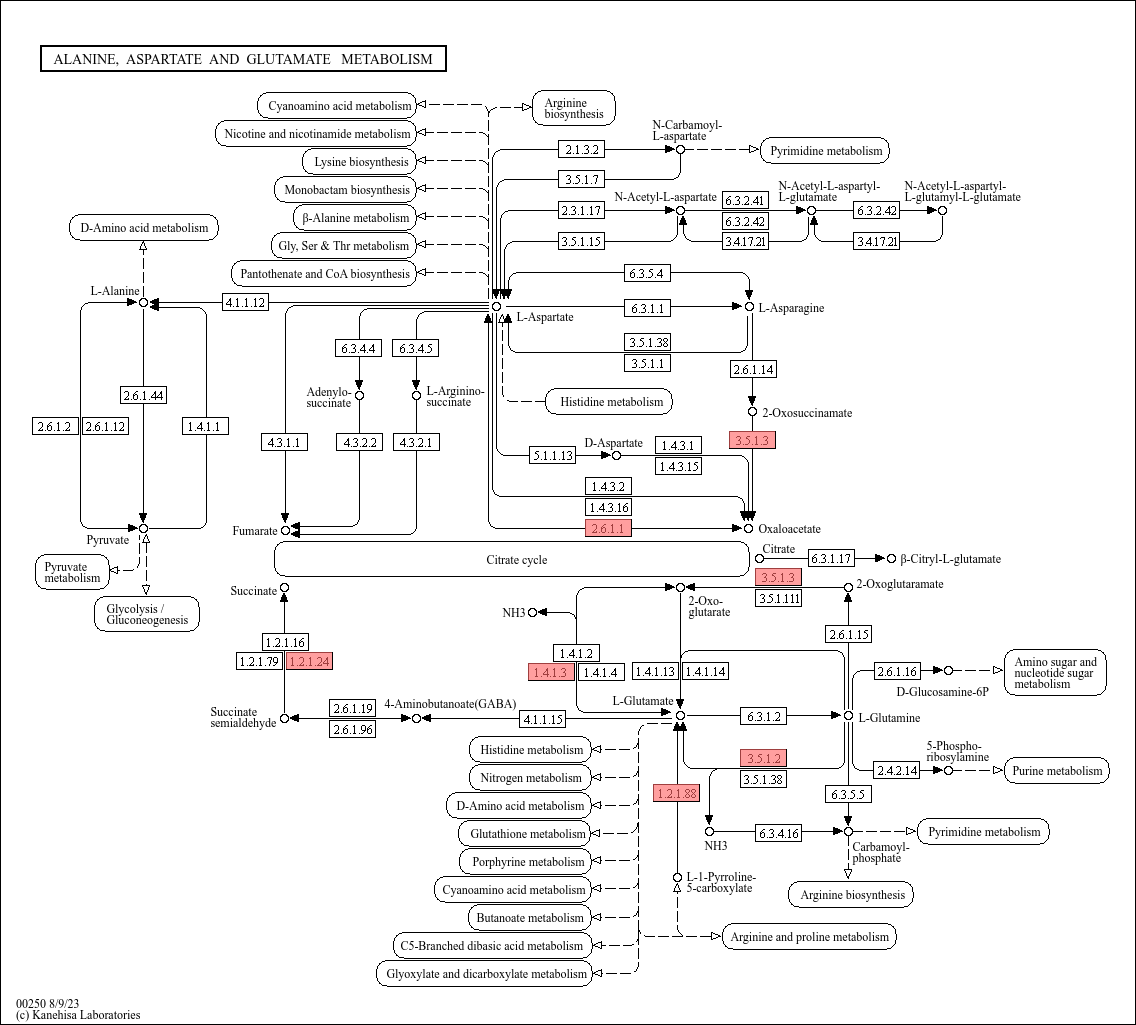 ALANINE, ASPARTATE AND GLUTAMATE METABOLISM
Cyanoamino acid metabolism
Arginine
biosynthesis
Nicotine and nicotinamide metabolism
Lysine biosynthesis
Monobactam biosynthesis
β-Alanine metabolism
Gly, Ser & Thr metabolism
Pantothenate and CoA biosynthesis
N-Carbamoyl-
L-aspartate
2.1.3.2
Pyrimidine metabolism
3.5.1.7
N-Acetyl-L-aspartate
N-Acetyl-L-aspartyl-
L-glutamate
N-Acetyl-L-aspartyl-
L-glutamyl-L-glutamate
2.3.1.17
6.3.2.41
6.3.2.42
6.3.2.42
3.5.1.15
3.4.17.21
3.4.17.21
D-Amino acid metabolism
L-Alanine
4.1.1.12
L-Aspartate
6.3.5.4
6.3.1.1
L-Asparagine
3.5.1.38
3.5.1.1
6.3.4.4
6.3.4.5
2.6.1.14
Adenylo-
succinate
L-Arginino-
succinate
Histidine metabolism
2-Oxosuccinamate
2.6.1.44
2.6.1.2
2.6.1.12
1.4.1.1
4.3.1.1
4.3.2.2
4.3.2.1
3.5.1.3
D-Aspartate
5.1.1.13
1.4.3.1
1.4.3.15
1.4.3.2
1.4.3.16
2.6.1.1
Oxaloacetate
Pyruvate
Fumarate
Pyruvate
metabolism
Glycolysis /
Gluconeogenesis
Citrate cycle
Citrate
6.3.1.17
β-Citryl-L-glutamate
3.5.1.3
3.5.1.111
2-Oxoglutaramate
Succinate
NH3
2-Oxo-
glutarate
1.2.1.16
1.2.1.79
1.2.1.24
1.4.1.2
1.4.1.3
1.4.1.4
1.4.1.13
1.4.1.14
2.6.1.15
2.6.1.16
Amino sugar and
nucleotide sugar
metabolism
D-Glucosamine-6P
Succinate
semialdehyde
2.6.1.19
2.6.1.96
4-Aminobutanoate(GABA)
4.1.1.15
L-Glutamate
6.3.1.2
L-Glutamine
Histidine metabolism
Nitrogen metabolism
D-Amino acid metabolism
Glutathione metabolism
Porphyrine metabolism
Cyanoamino acid metabolism
Butanoate metabolism
C5-Branched dibasic acid metabolism
Glyoxylate and dicarboxylate metabolism
3.5.1.2
3.5.1.38
1.2.1.88
5-Phospho-
ribosylamine
2.4.2.14
Purine metabolism
6.3.5.5
NH3
6.3.4.16
Carbamoyl-
phosphate
Pyrimidine metabolism
L-1-Pyrroline-
5-carboxylate
Arginine biosynthesis
Arginine and proline metabolism
00250 8/9/23
(c) Kanehisa Laboratories